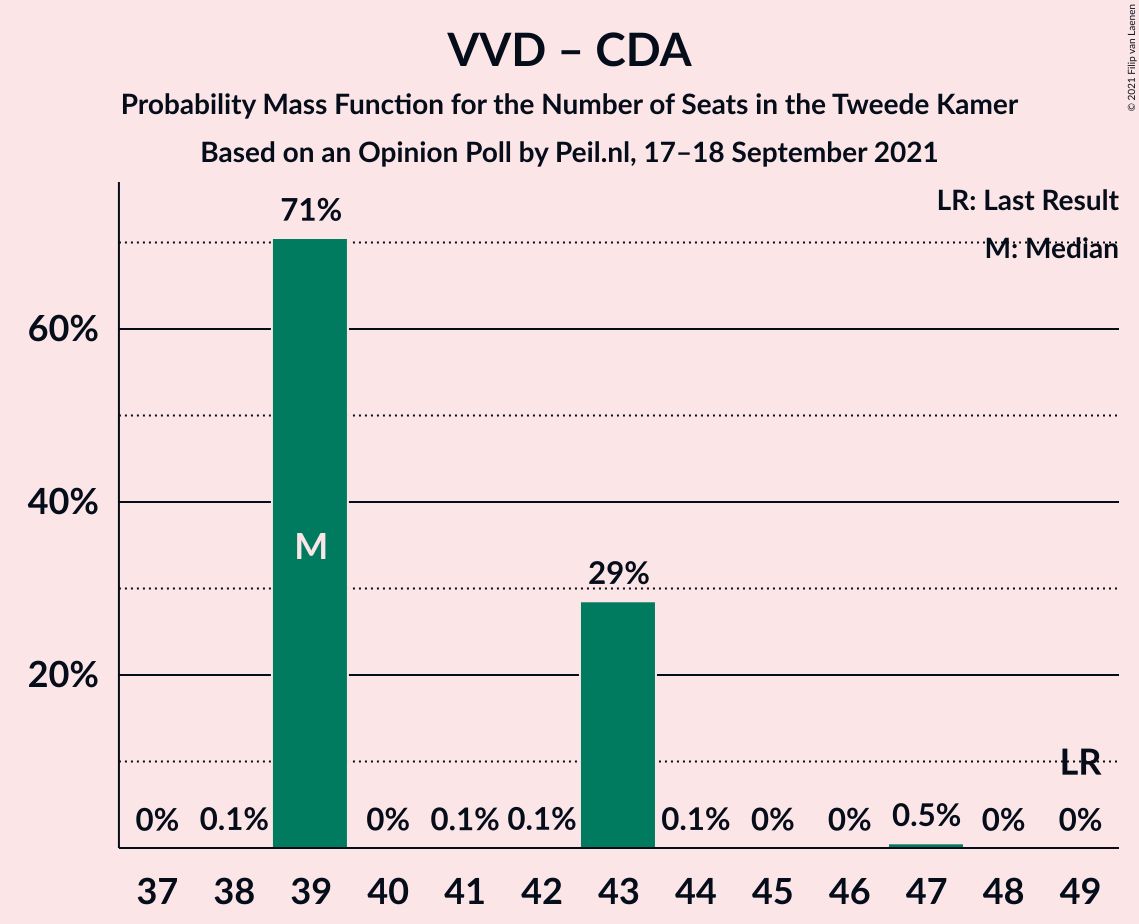 VVD – CDA
Probability Mass Function for the Number of Seats in the Tweede Kamer
Based on an Opinion Poll by Peil.nl, 17–18 September 2021
© 2021 Filip van Laenen
LR: Last Result
M: Median
71%
60%
M
40%
29%
20%
LR
0% 0.1% 0% 0.1% 0.1% 0.1% 0% 0% 0.5% 0% 0%
37 38 39 40 41 42 43 44 45 46 47 48 49